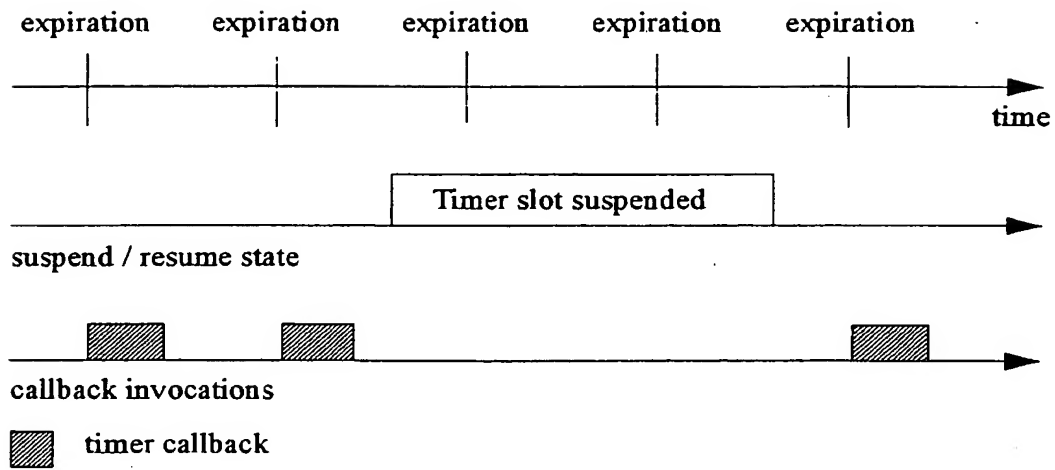 expiration expiration expiration expiration expiration
time
Timer slot suspended
suspend / resume state
callback invocations
timer callback